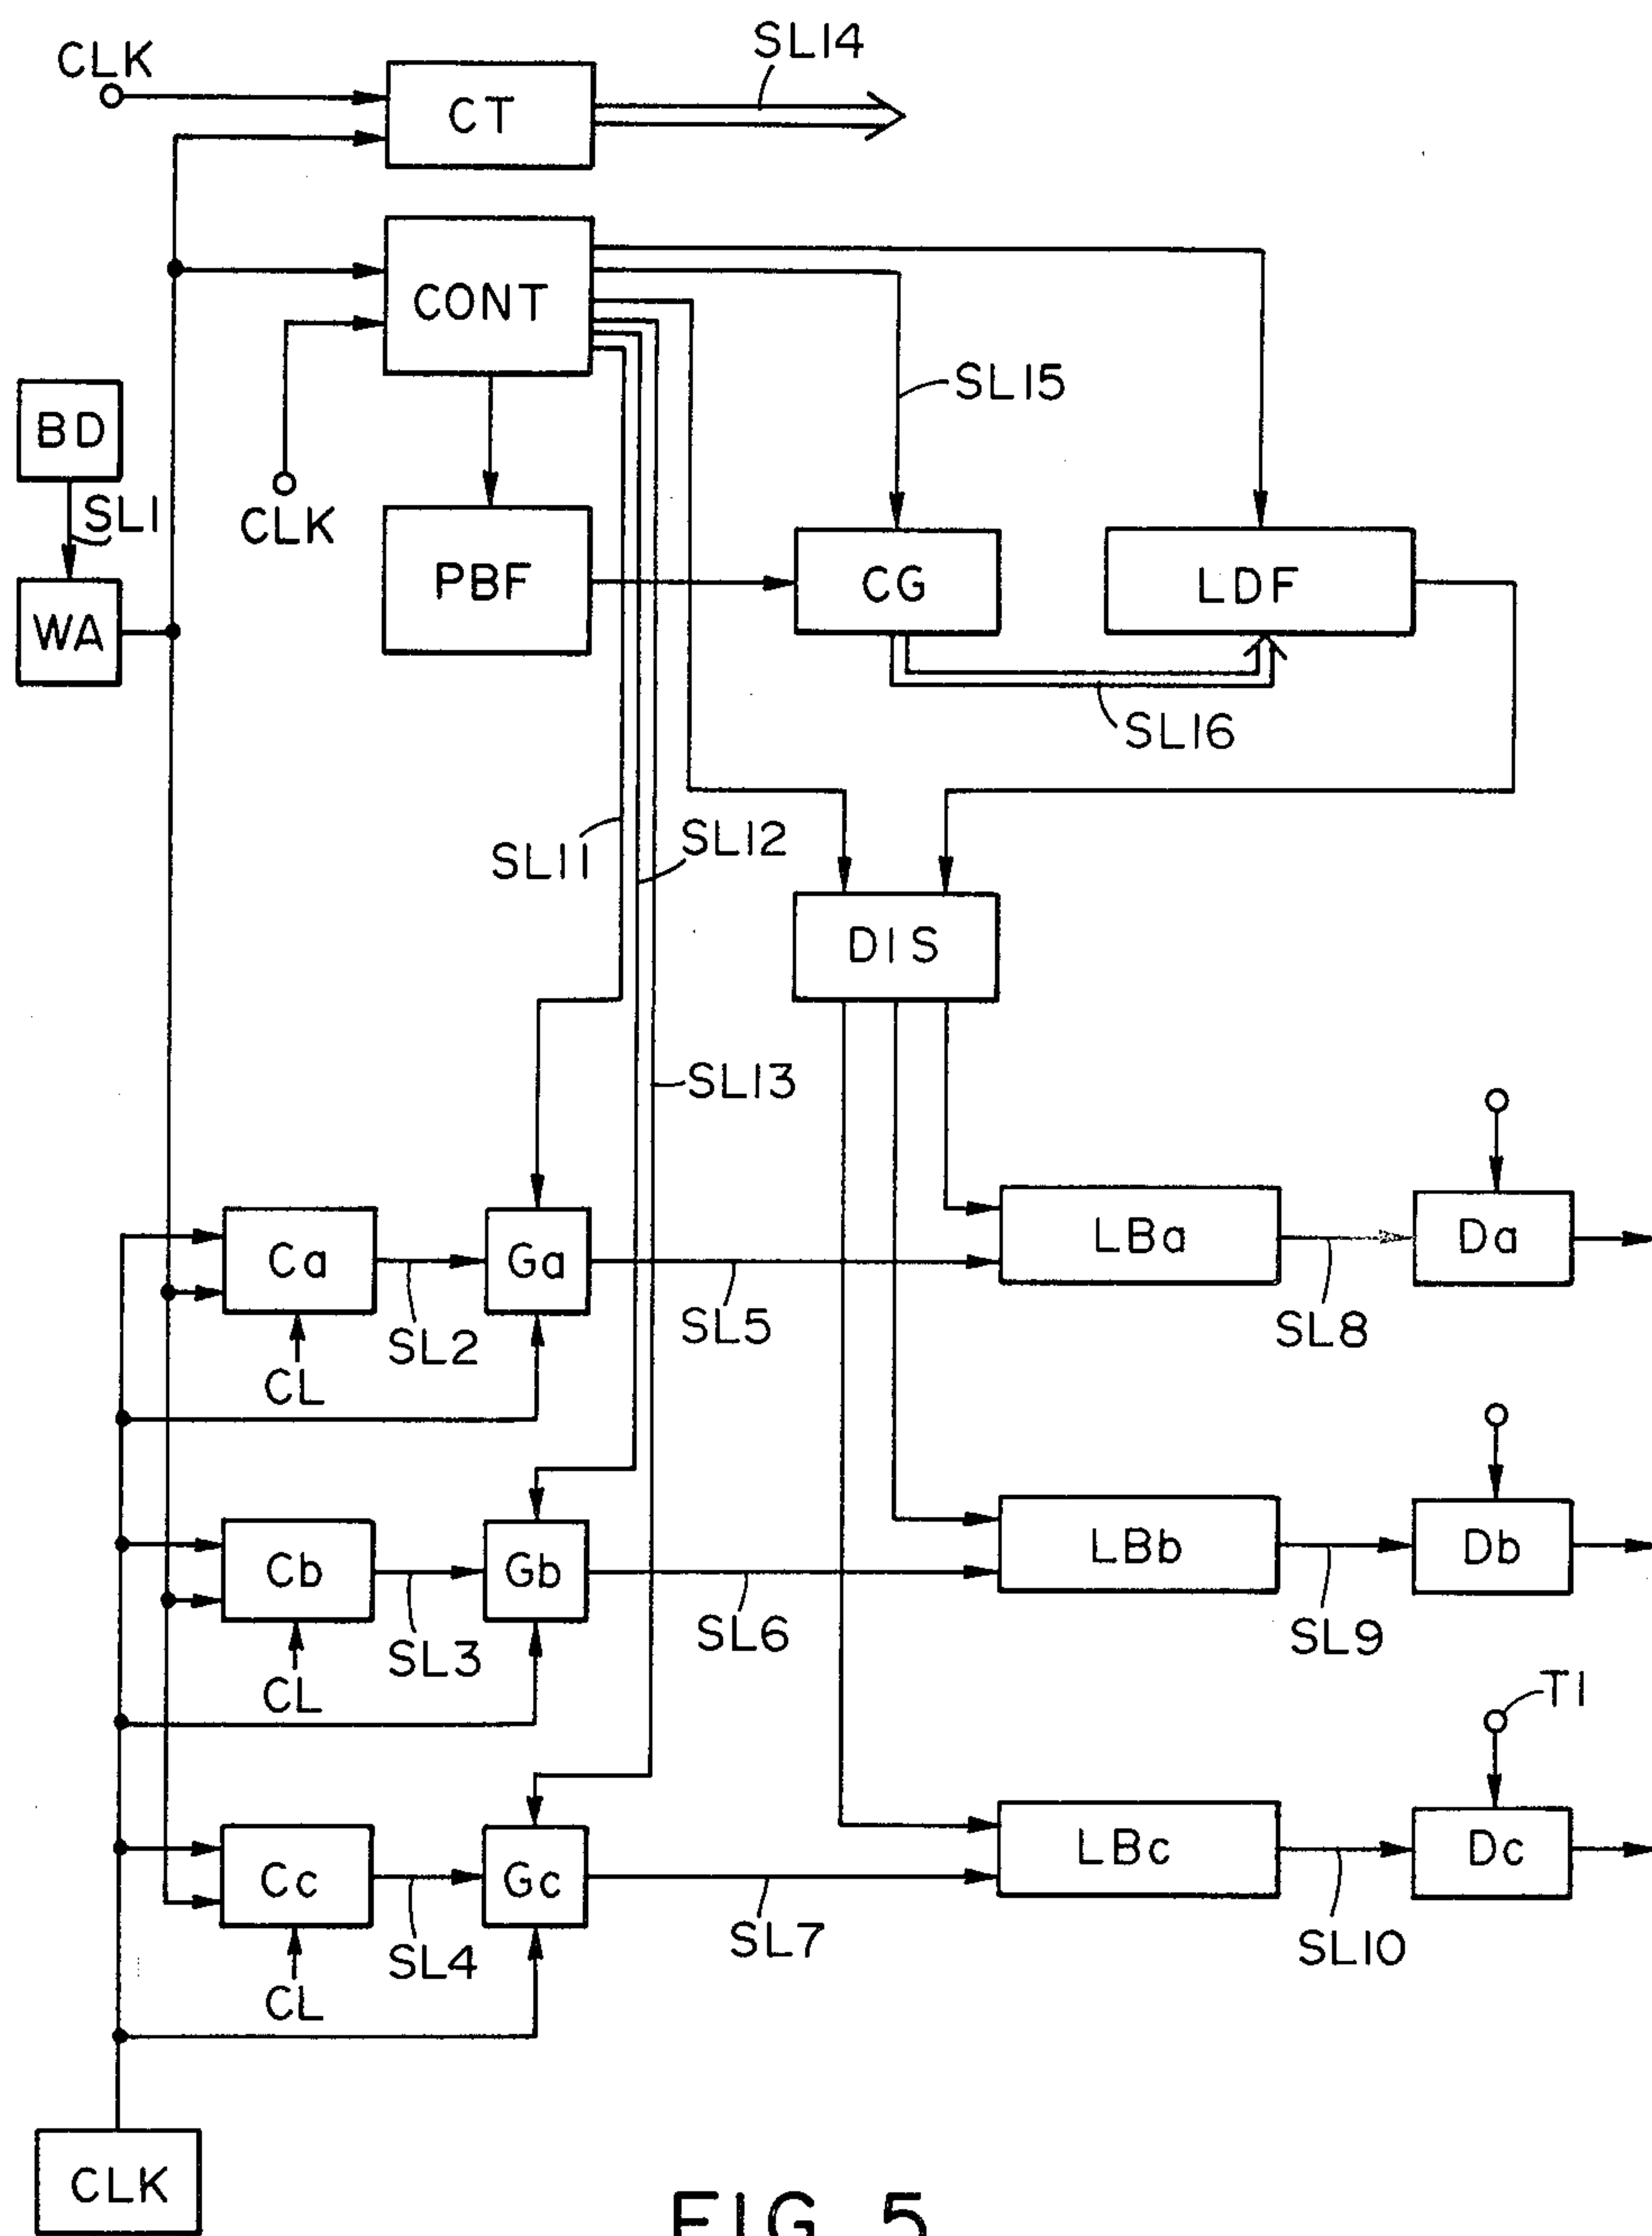 SL14
CLK
CT
CONT
SL15
BD
SL1
CLK
PBF
CG
LDF
WA
SL16
SL11
SL12
DIS
SL13
Ca
Ga
LBa
Da
SL2
SL5
SL8
CL
Cb
Gb
LBb
Db
SL3
SL6
SL9
CL
T1
Cc
Gc
LBc
Dc
SL4
SL7
SL10
CL
CLK
FIG. 5